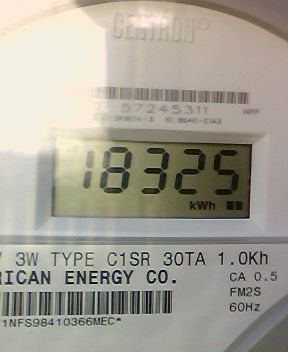 CENTRON®
57245311
18325
kWh
3W TYPE C1SR 30TA 1.0Kh
RICAN ENERGY CO.
CA 0.5
FM2S
60Hz
1NFS98410366MEC*